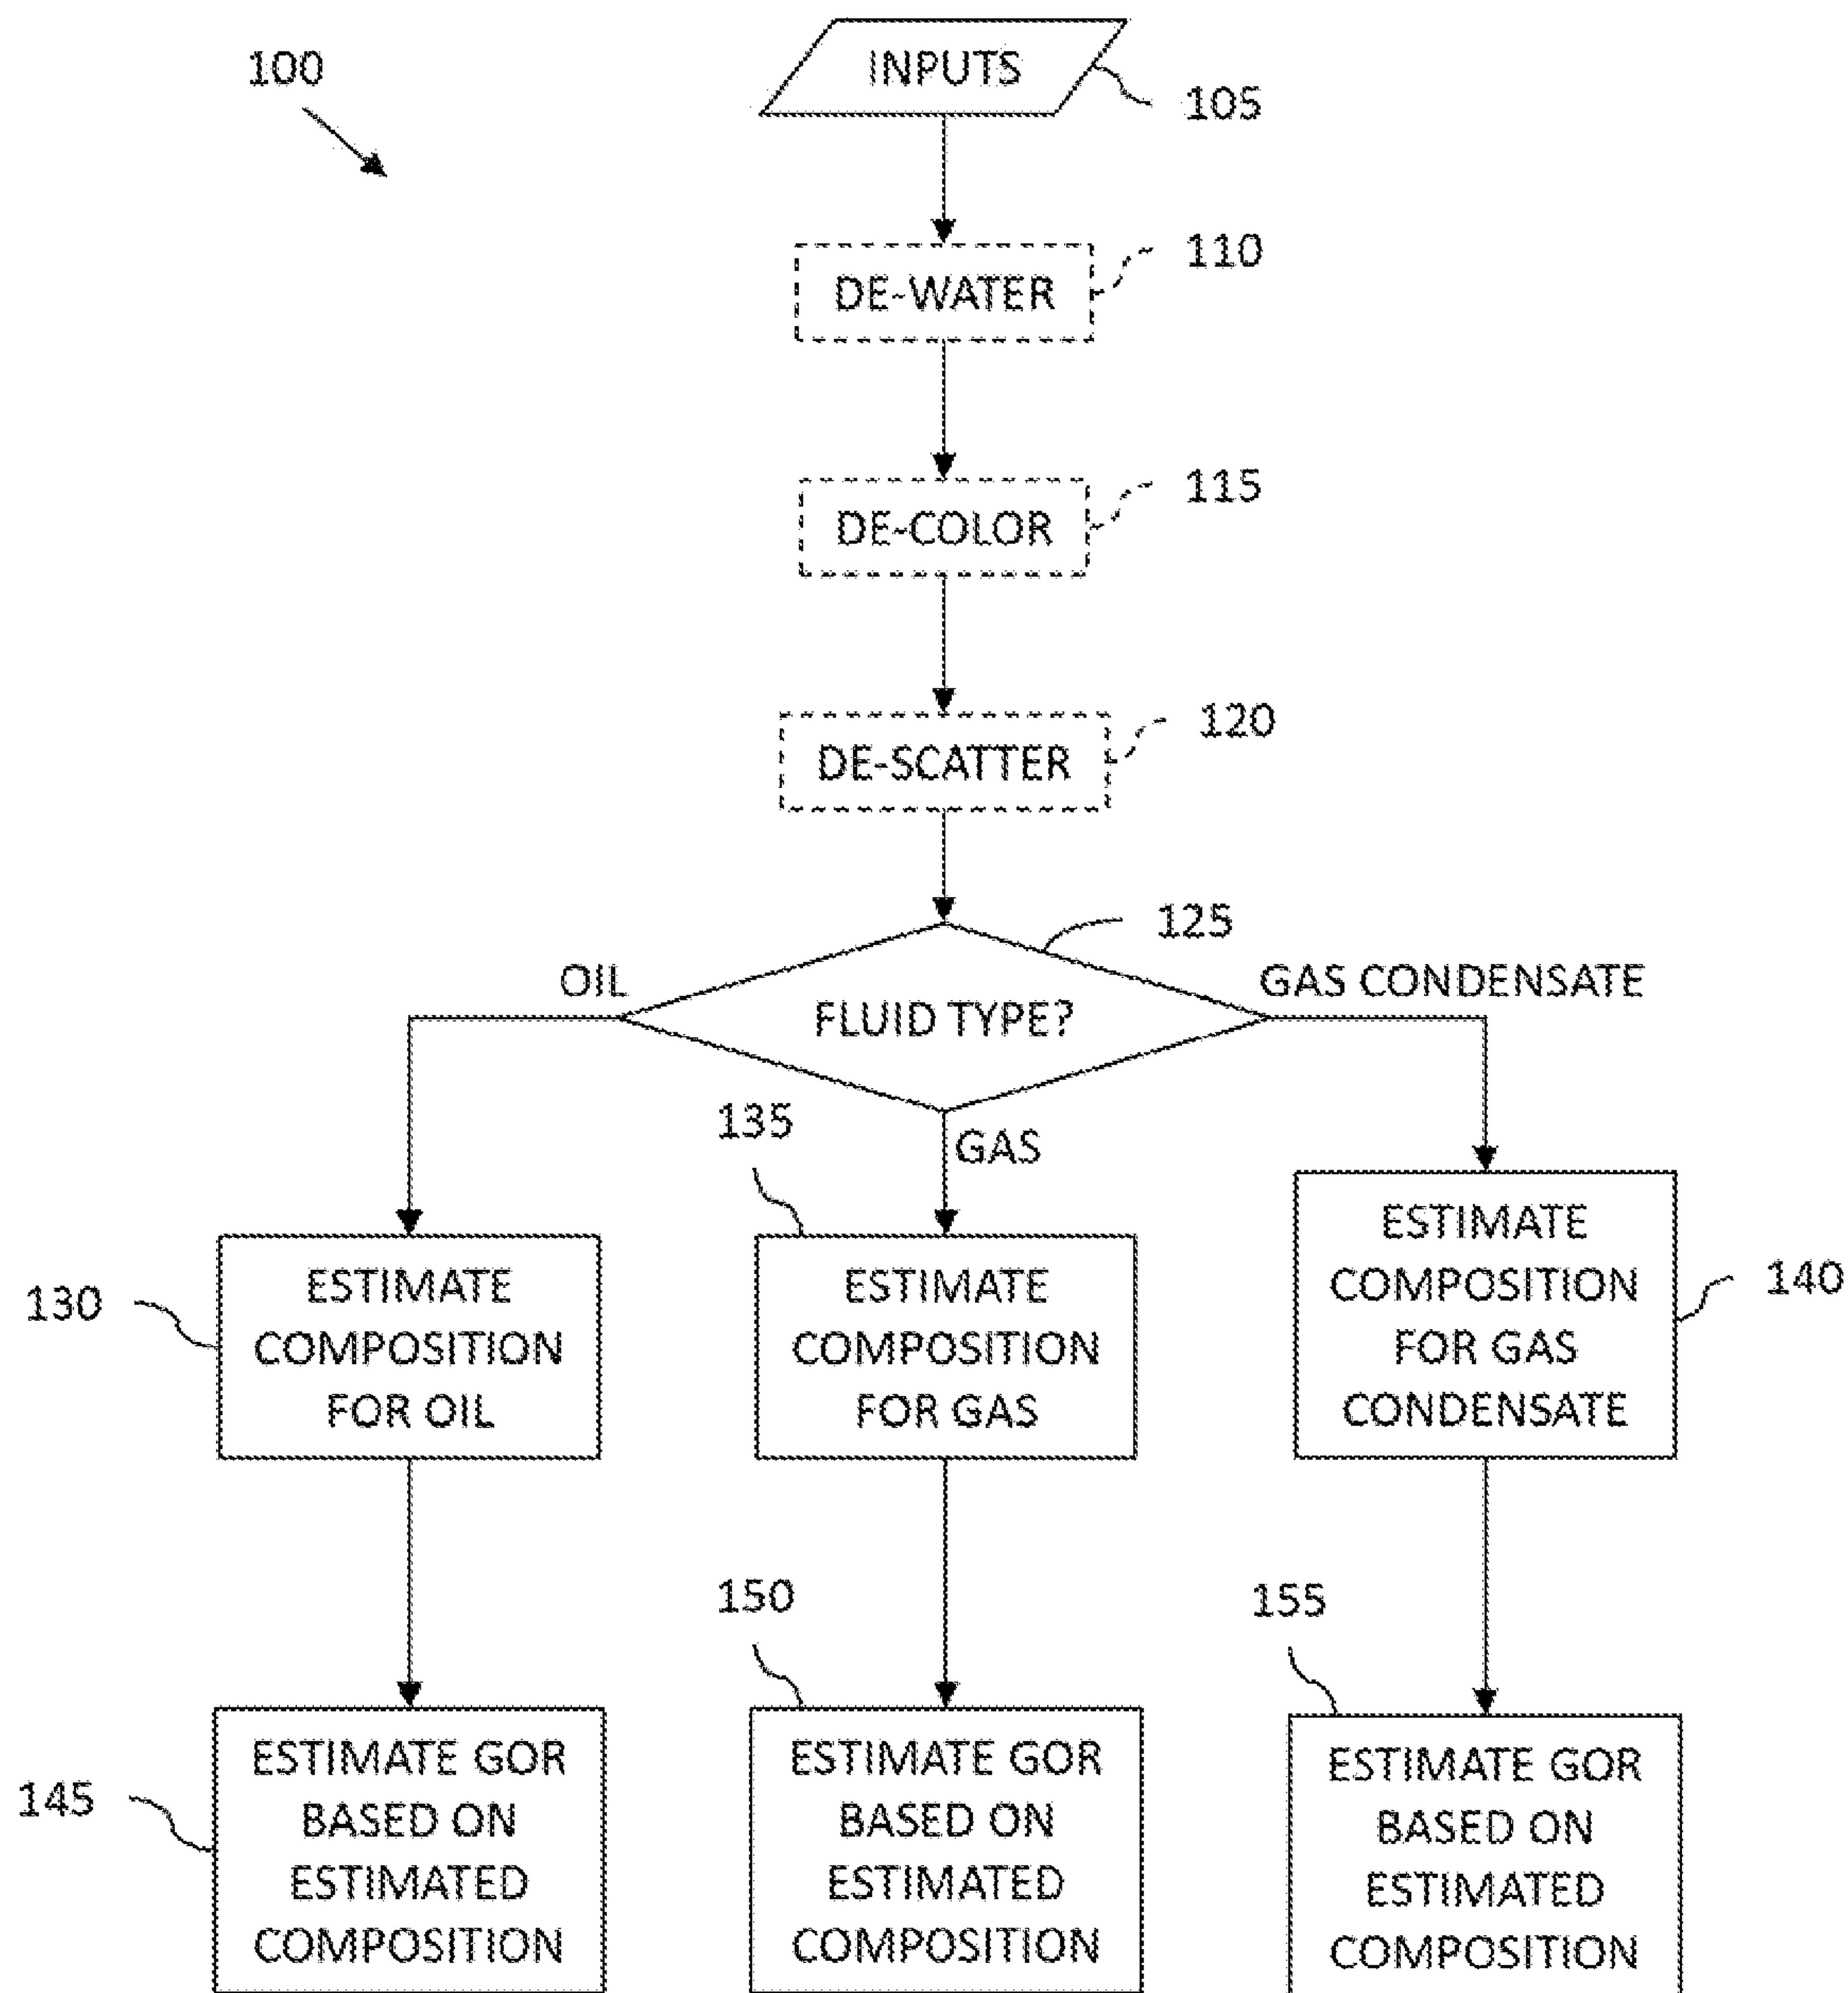 100
INPUTS
105
DE-WATER
110
DE-COLOR
115
DE-SCATTER
120
125
OIL
FLUID TYPE?
GAS CONDENSATE
GAS
130
ESTIMATE
COMPOSITION
FOR OIL
135
ESTIMATE
COMPOSITION
FOR GAS
140
ESTIMATE
COMPOSITION
FOR GAS
CONDENSATE
145
ESTIMATE GOR
BASED ON
ESTIMATED
COMPOSITION
150
ESTIMATE GOR
BASED ON
ESTIMATED
COMPOSITION
155
ESTIMATE GOR
BASED ON
ESTIMATED
COMPOSITION